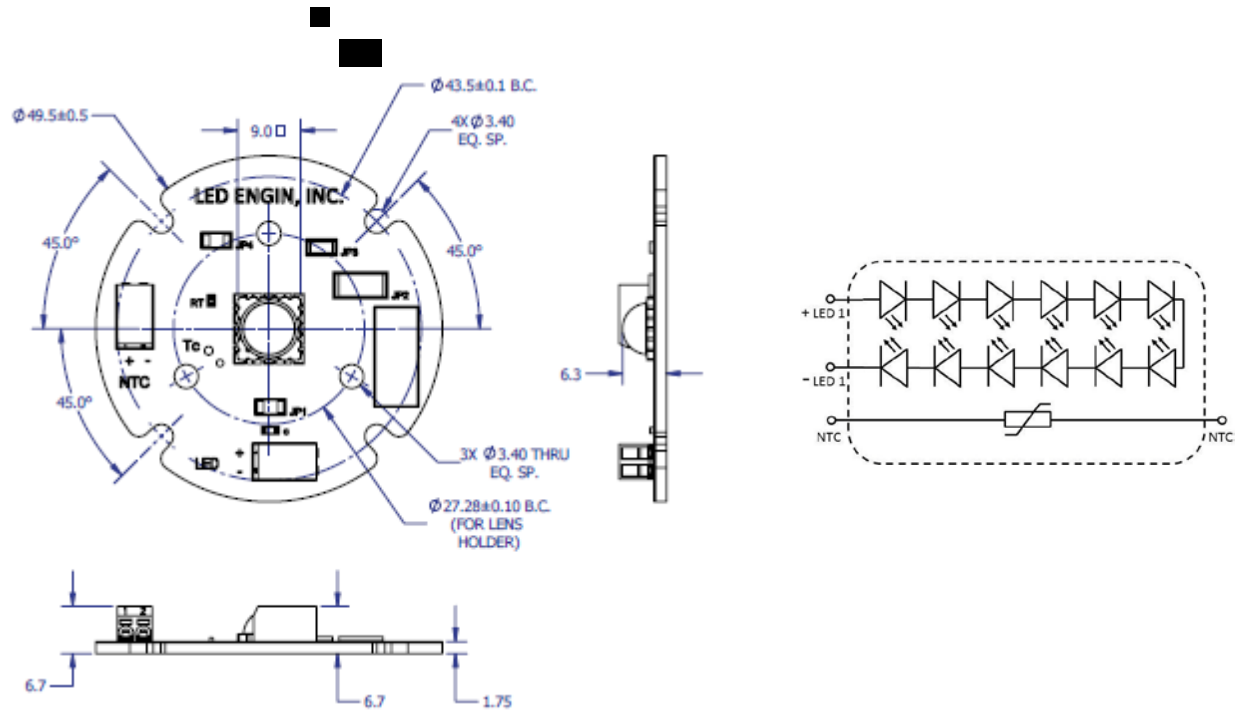 Ø43.5±0.1 B.C.
Ø49.5±0.5
4X Ø3.40
EQ. SP.
9.0 □
LED ENGIN, INC.
45.0°
45.0°
JP4
JP3
RT
JP2
Tc
+ -
NTC
45.0°
JP1
LED
+
-
3X Ø3.40 THRU
EQ. SP.
Ø27.28±0.10 B.C.
(FOR LENS
HOLDER)
6.3
+ LED 1
- LED 1
NTC
NTC
1 2
6.7
6.7
1.75